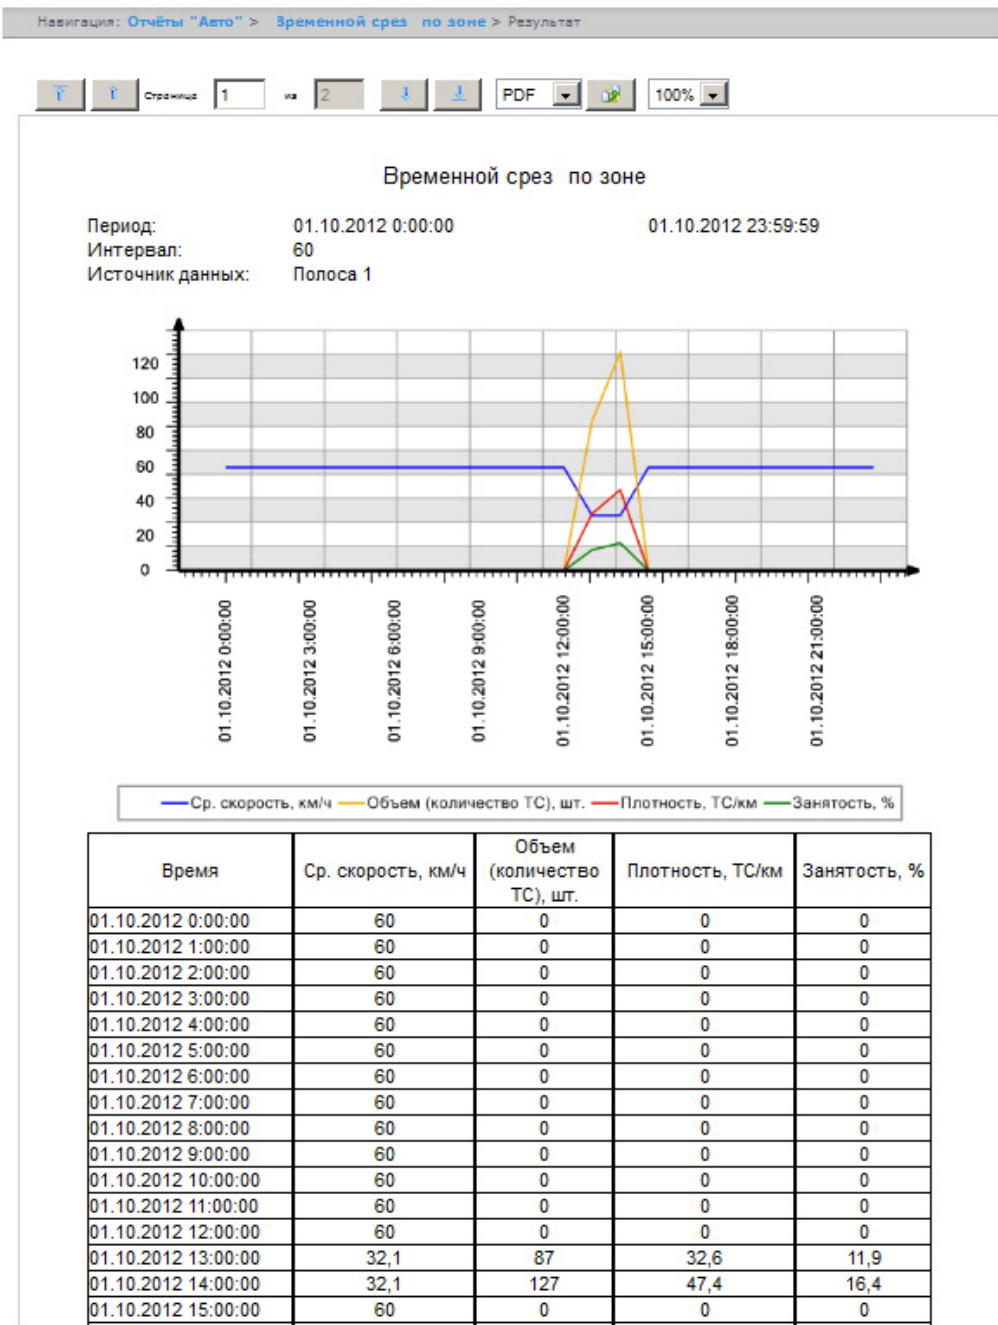 Навигация: Отчёты "Авто" > Временной срез по зоне > Результат
Страница 1 из 2 PDF 100%
Временной срез по зоне
Период: 01.10.2012 0:00:00 01.10.2012 23:59:59
Интервал: 60
Источник данных: Полоса 1
120
100
80
60
40
20
0
01.10.2012 0:00:00
01.10.2012 3:00:00
01.10.2012 6:00:00
01.10.2012 9:00:00
01.10.2012 12:00:00
01.10.2012 15:00:00
01.10.2012 18:00:00
01.10.2012 21:00:00
Ср. скорость, км/ч Объем (количество ТС), шт. Плотность, ТС/км Занятость, %
Время Ср. скорость, км/ч Объем (количество ТС), шт. Плотность, ТС/км Занятость, %
01.10.2012 0:00:00 60 0 0 0
01.10.2012 1:00:00 60 0 0 0
01.10.2012 2:00:00 60 0 0 0
01.10.2012 3:00:00 60 0 0 0
01.10.2012 4:00:00 60 0 0 0
01.10.2012 5:00:00 60 0 0 0
01.10.2012 6:00:00 60 0 0 0
01.10.2012 7:00:00 60 0 0 0
01.10.2012 8:00:00 60 0 0 0
01.10.2012 9:00:00 60 0 0 0
01.10.2012 10:00:00 60 0 0 0
01.10.2012 11:00:00 60 0 0 0
01.10.2012 12:00:00 60 0 0 0
01.10.2012 13:00:00 32,1 87 32,6 11,9
01.10.2012 14:00:00 32,1 127 47,4 16,4
01.10.2012 15:00:00 60 0 0 0